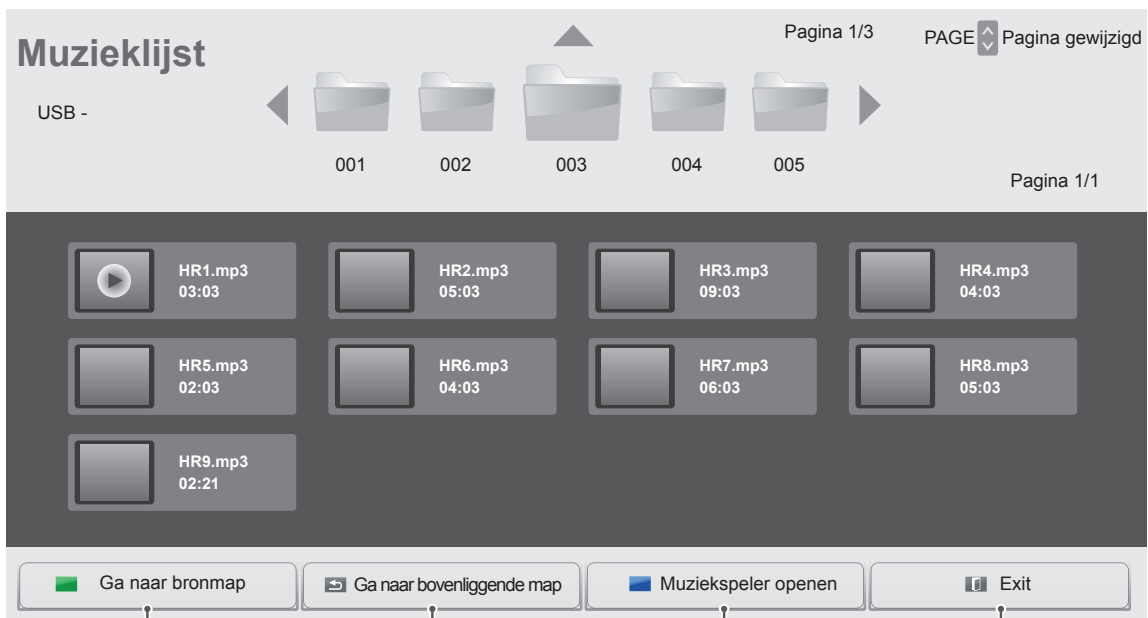 Muzieklijst
Pagina 1/3
PAGE Pagina gewijzigd
USB -
001 002 003 004 005
Pagina 1/1
HR1.mp3
03:03
HR2.mp3
05:03
HR3.mp3
09:03
HR4.mp3
04:03
HR5.mp3
02:03
HR6.mp3
04:03
HR7.mp3
06:03
HR8.mp3
05:03
HR9.mp3
02:21
Ga naar bronmap
Ga naar bovenliggende map
Muziekspeler openen
Exit